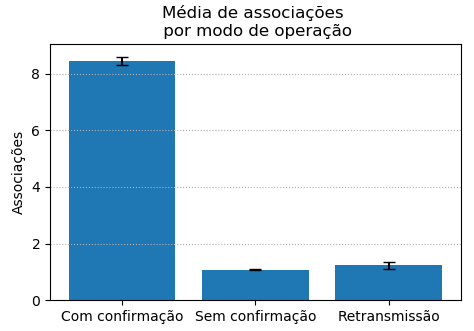 Média de associações
por modo de operação
Associações
8
6
4
2
0
Com confirmação
Sem confirmação
Retransmissão